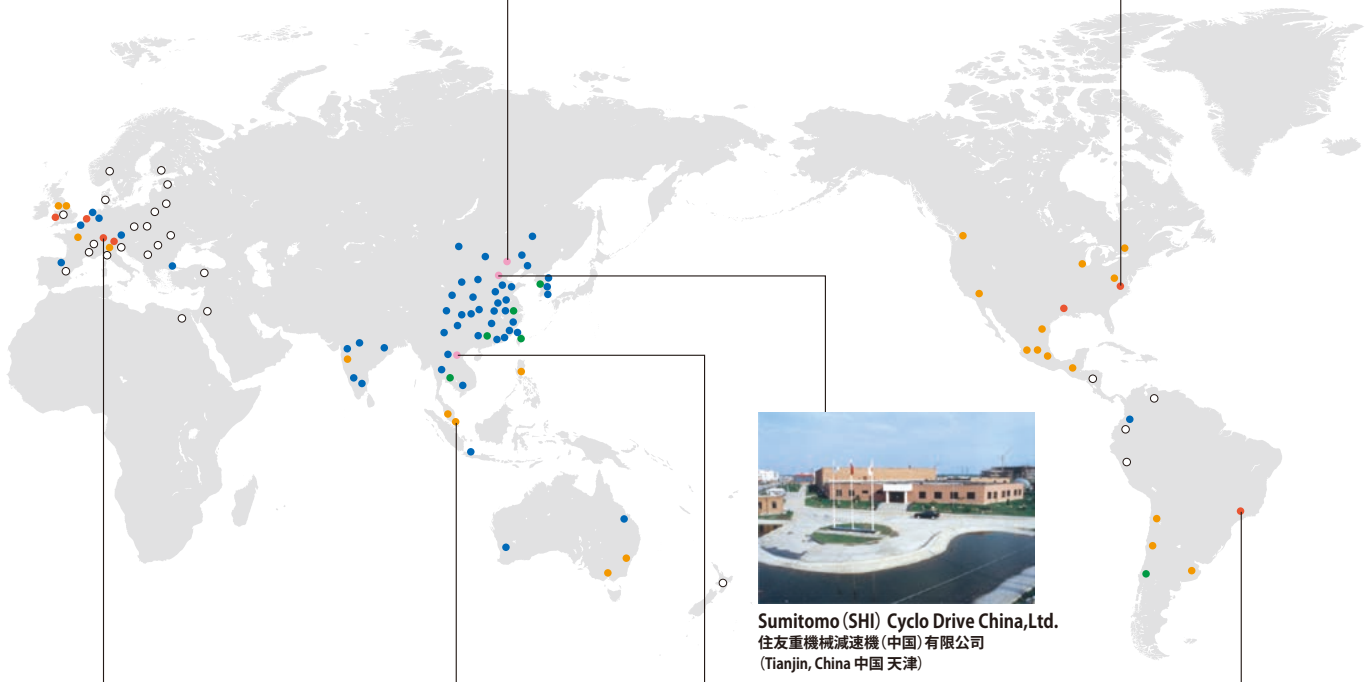 Sumitomo（SHI）Cyclo Drive China,Ltd.
住友重機械減速機（中国）有限公司
（Tianjin, China 中国 天津）